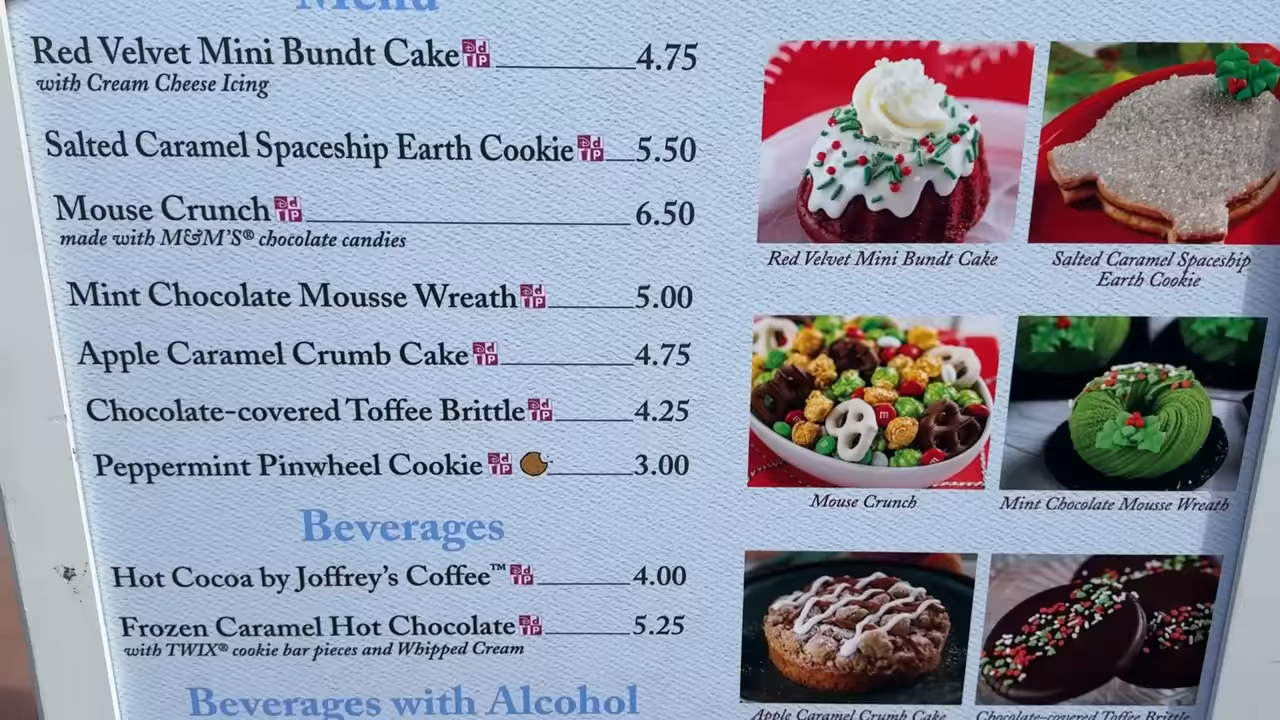 Menu
Red Velvet Mini Bundt Cake 4.75
with Cream Cheese Icing
Salted Caramel Spaceship Earth Cookie 5.50
Mouse Crunch 6.50
made with M&M'S® chocolate candies
Mint Chocolate Mousse Wreath 5.00
Apple Caramel Crumb Cake 4.75
Chocolate-covered Toffee Brittle 4.25
Peppermint Pinwheel Cookie 3.00
Beverages
Hot Cocoa by Joffrey's Coffee™ 4.00
Frozen Caramel Hot Chocolate 5.25
with TWIX® cookie bar pieces and Whipped Cream
Beverages with Alcohol
Red Velvet Mini Bundt Cake
Salted Caramel Spaceship
Earth Cookie
Mouse Crunch
Mint Chocolate Mousse Wreath
Apple Caramel Crumb Cake
Chocolate-covered Toffee Brittle